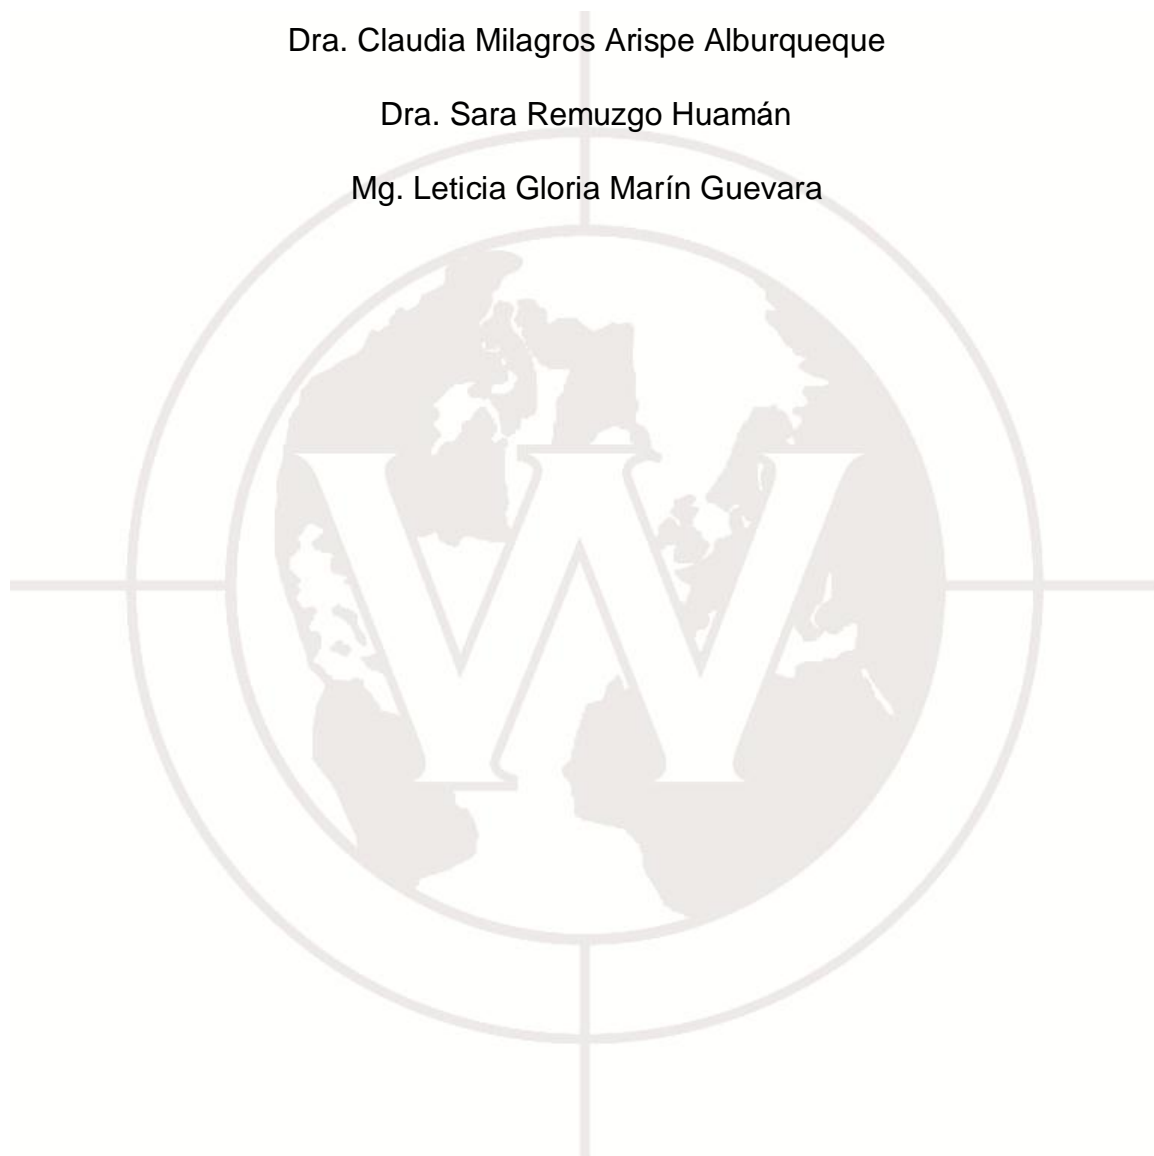 Dra. Claudia Milagros Arispe Alburqueque
Dra. Sara Remuzgo Huamán
Mg. Leticia Gloria Marín Guevara
W